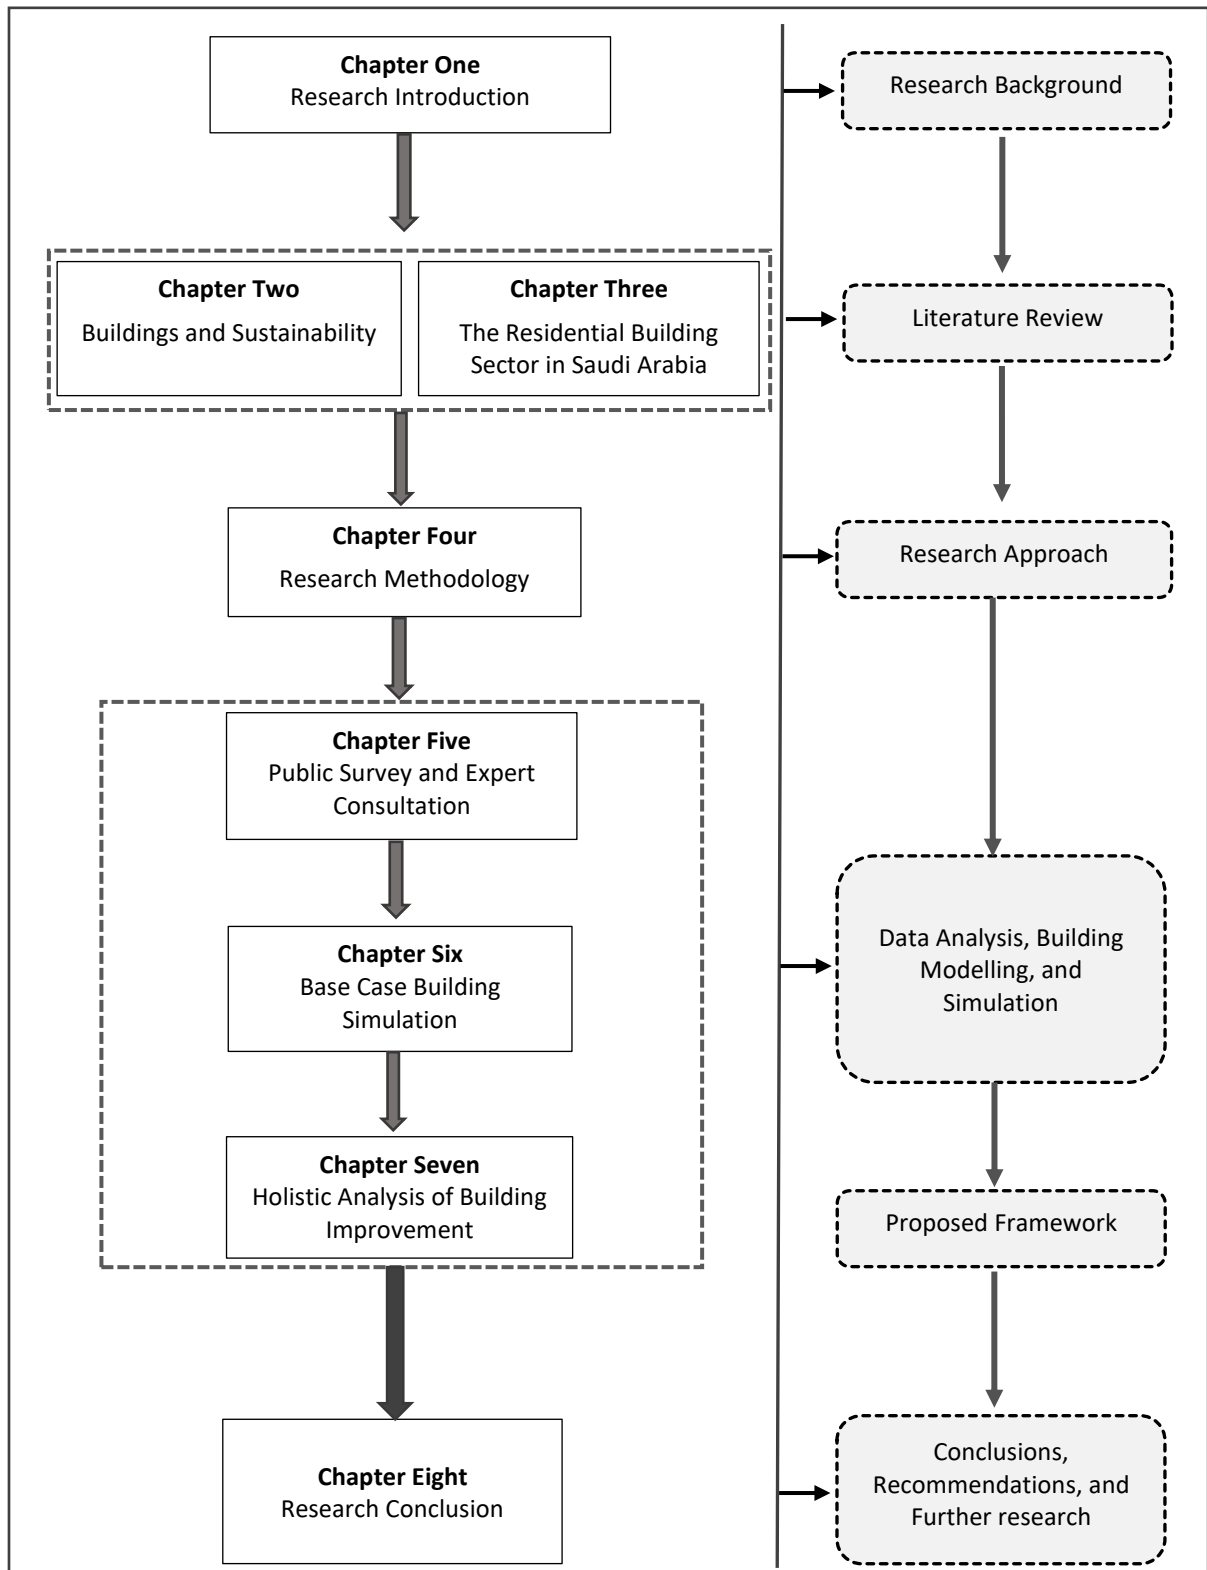 Chapter One
Research Introduction
Research Background
Chapter Two
Buildings and Sustainability
Chapter Three
The Residential Building
Sector in Saudi Arabia
Literature Review
Chapter Four
Research Methodology
Research Approach
Chapter Five
Public Survey and Expert
Consultation
Chapter Six
Base Case Building
Simulation
Chapter Seven
Holistic Analysis of Building
Improvement
Data Analysis, Building
Modelling, and
Simulation
Proposed Framework
Chapter Eight
Research Conclusion
Conclusions,
Recommendations, and
Further research